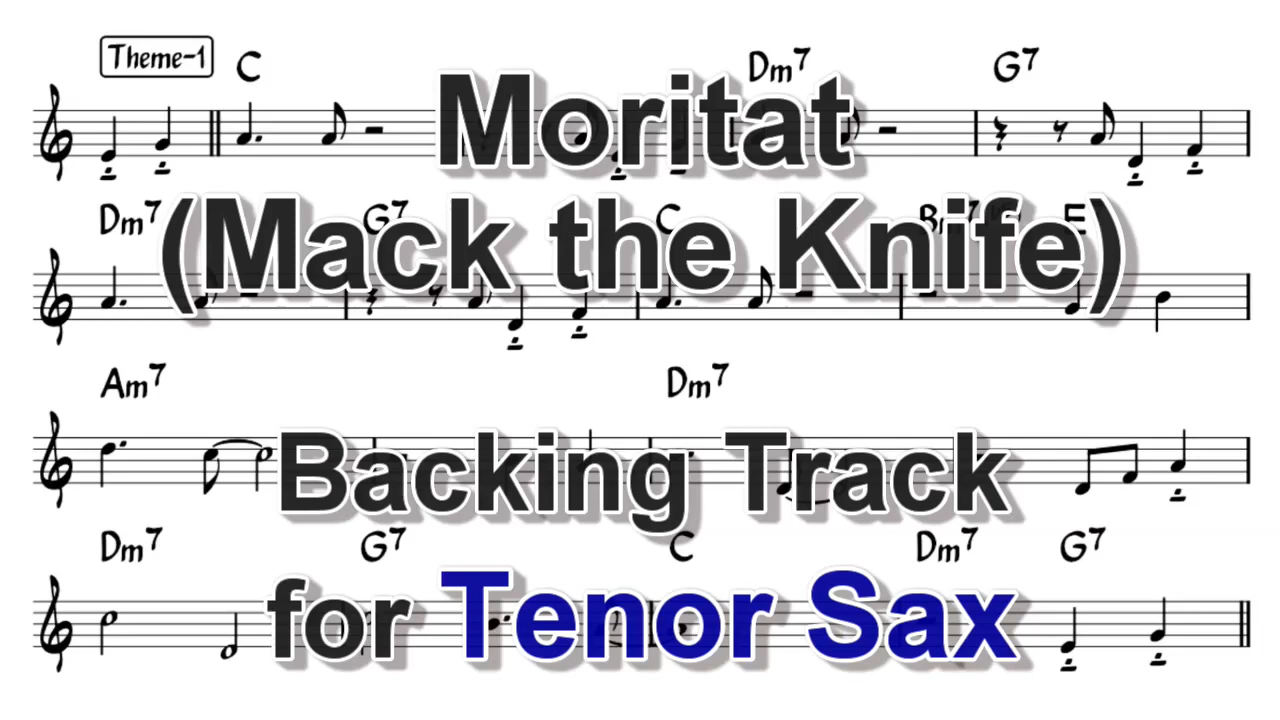 Theme-1 C Dm7 G7
Moritat
Dm7 G7 C E
(Mack the Knife)
Am7 Dm7
Backing Track
Dm7 G7 C Dm7 G7
for Tenor Sax